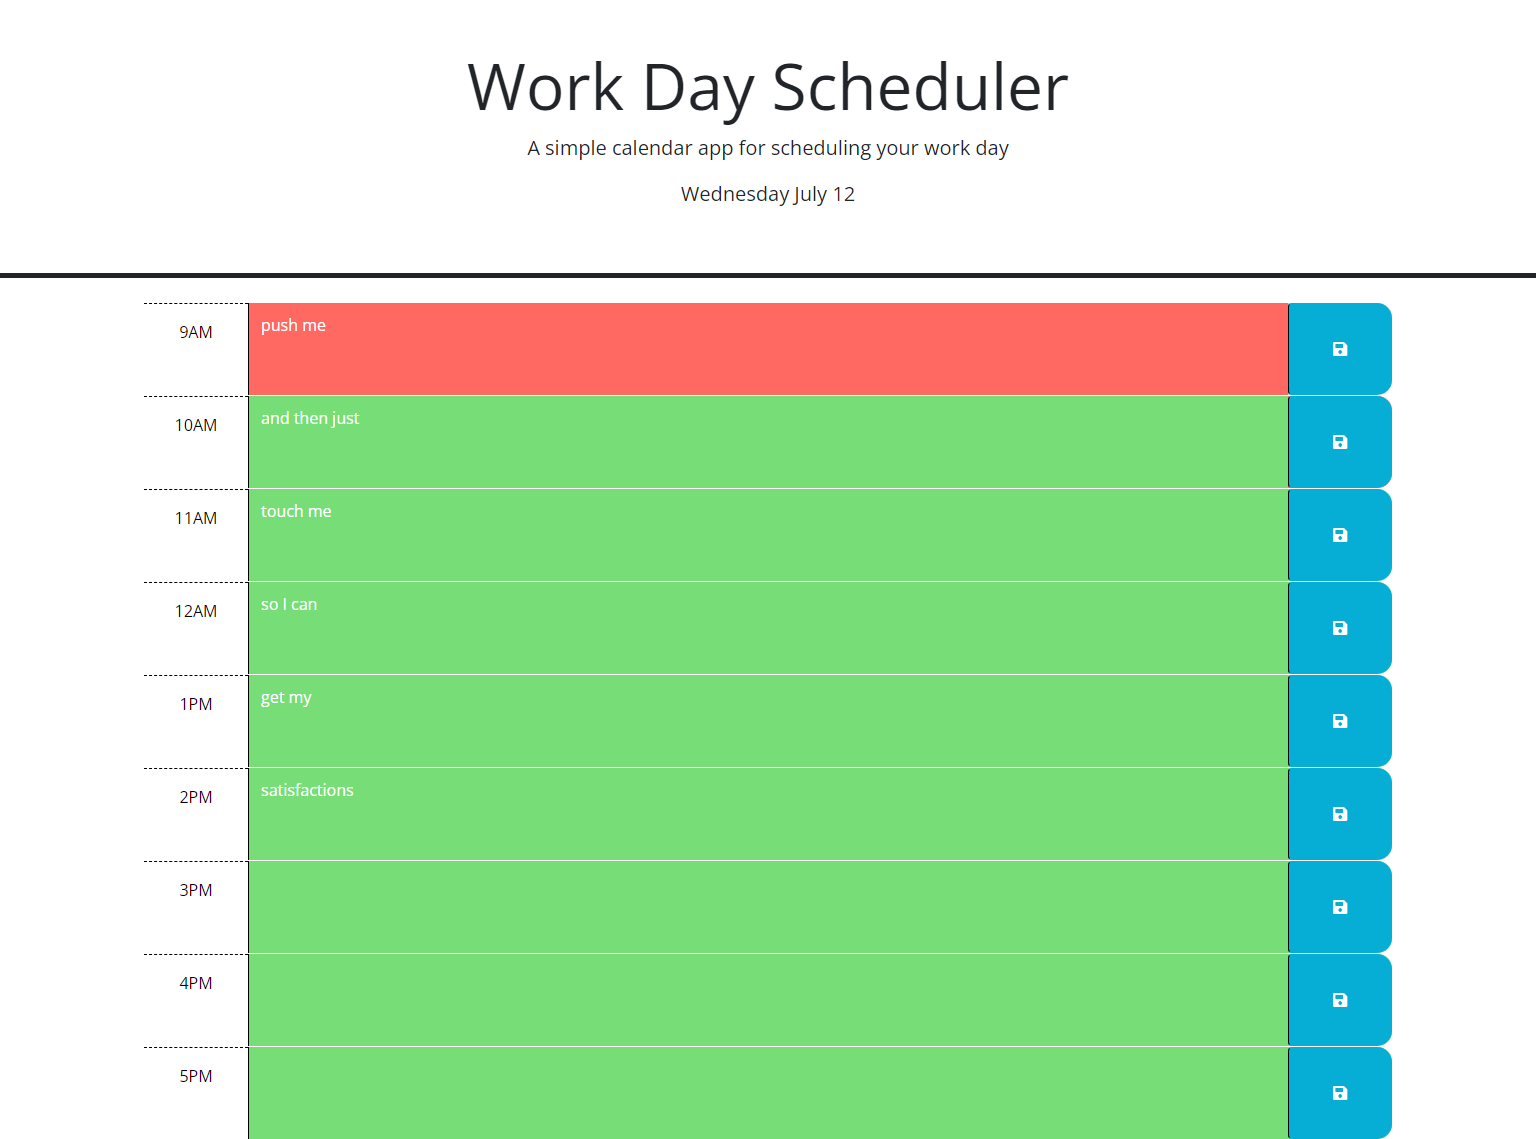 Work Day Scheduler
A simple calendar app for scheduling your work day
Wednesday July 12
9AM push me
10AM and then just
11AM touch me
12AM so I can
1PM get my
2PM satisfactions
3PM
4PM
5PM